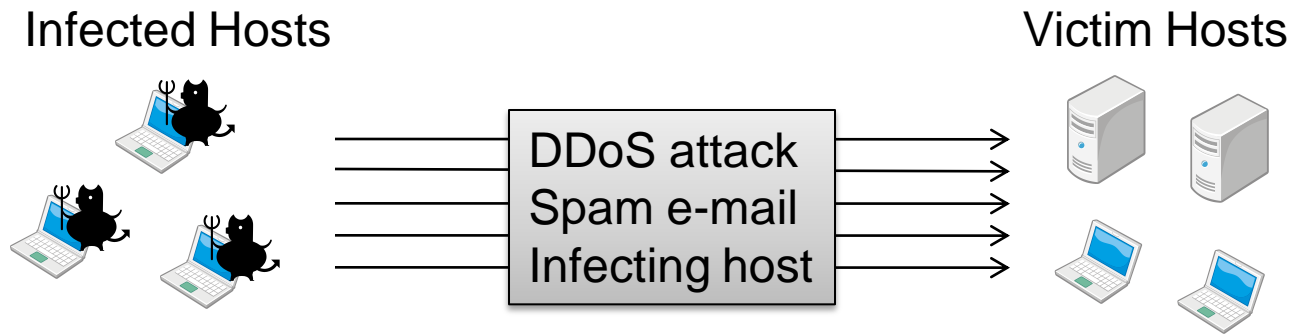 Infected Hosts
Victim Hosts
DDoS attack
Spam e-mail
Infecting host